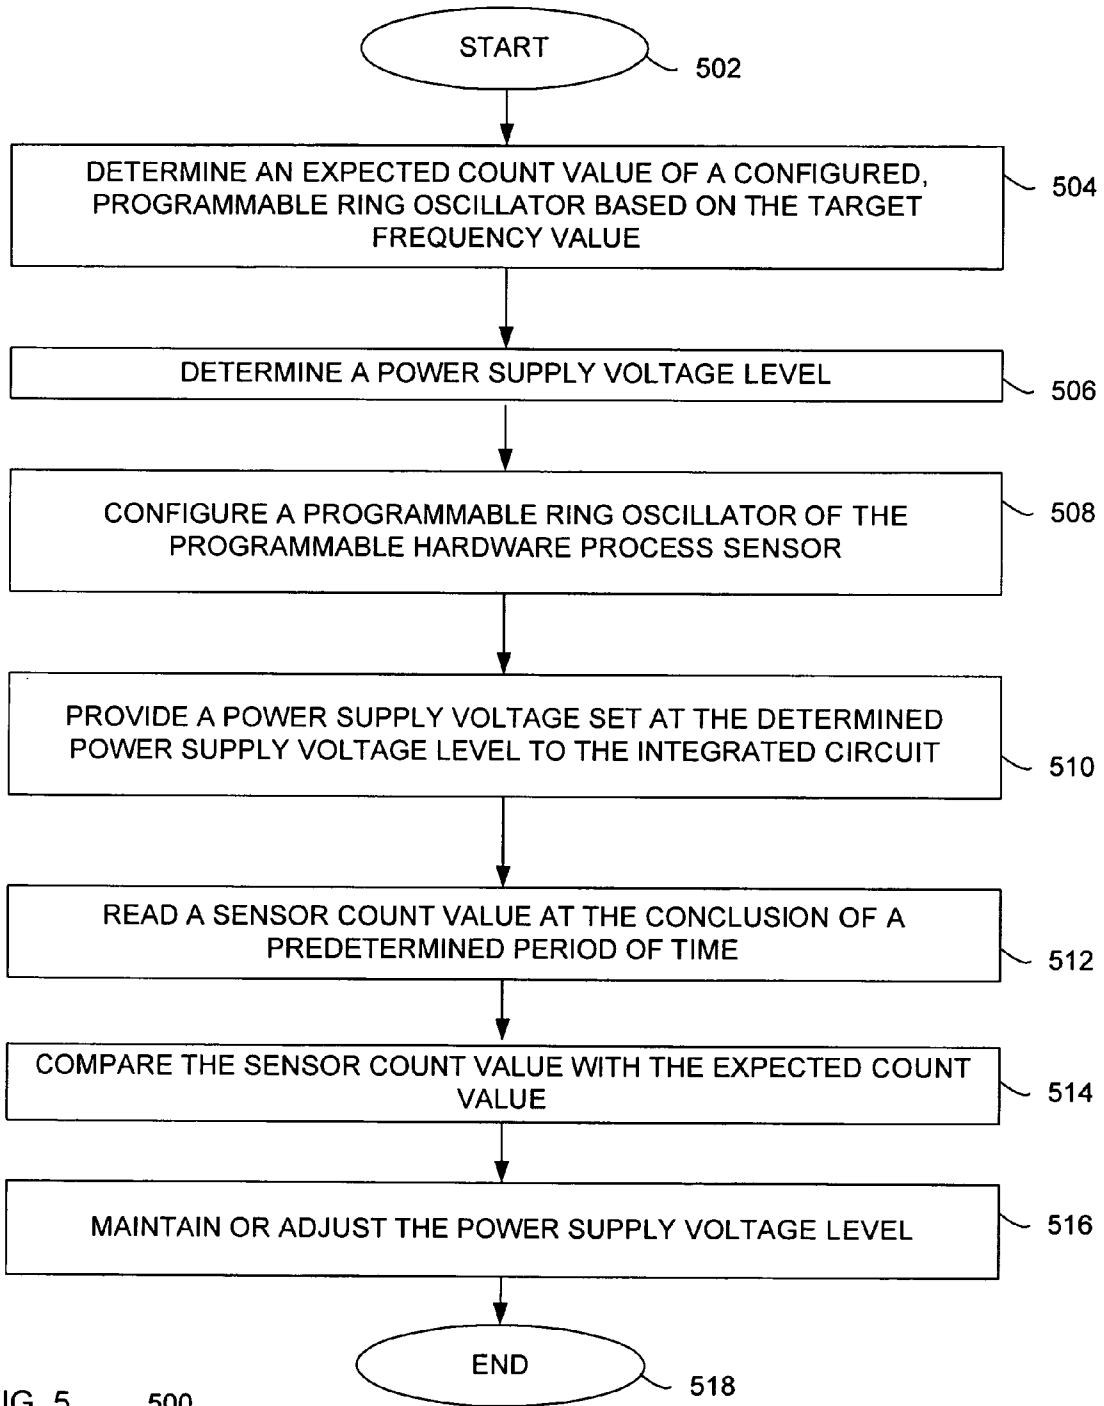 START
502
DETERMINE AN EXPECTED COUNT VALUE OF A CONFIGURED,
PROGRAMMABLE RING OSCILLATOR BASED ON THE TARGET
FREQUENCY VALUE
504
DETERMINE A POWER SUPPLY VOLTAGE LEVEL
506
CONFIGURE A PROGRAMMABLE RING OSCILLATOR OF THE
PROGRAMMABLE HARDWARE PROCESS SENSOR
508
PROVIDE A POWER SUPPLY VOLTAGE SET AT THE DETERMINED
POWER SUPPLY VOLTAGE LEVEL TO THE INTEGRATED CIRCUIT
510
READ A SENSOR COUNT VALUE AT THE CONCLUSION OF A
PREDETERMINED PERIOD OF TIME
512
COMPARE THE SENSOR COUNT VALUE WITH THE EXPECTED COUNT
VALUE
514
MAINTAIN OR ADJUST THE POWER SUPPLY VOLTAGE LEVEL
516
END
518
IG. 5 500